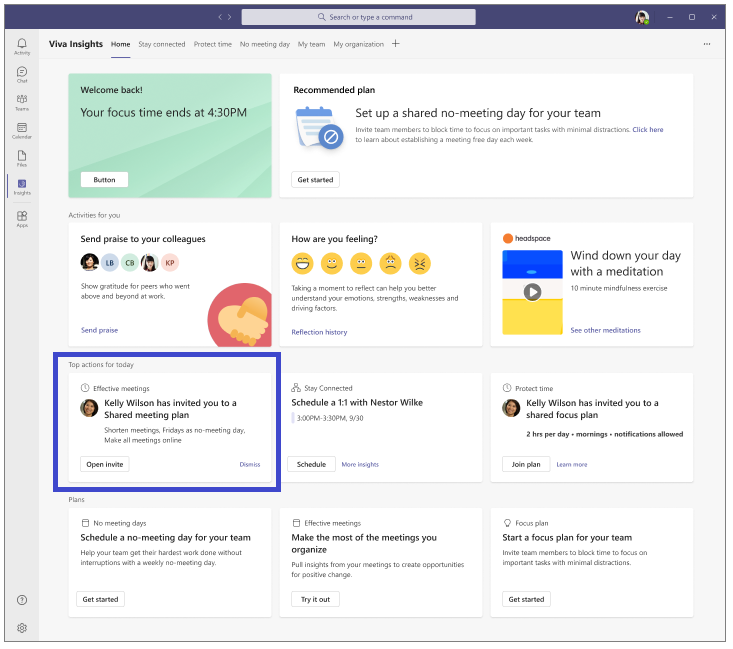 Search or type a command
Activity
Chat
Teams
Calendar
Files
Insights
Apps
Viva Insights Home Stay connected Protect time No meeting day My team My organization
Welcome back!
Your focus time ends at 4:30PM
Button
Recommended plan
Set up a shared no-meeting day for your team
Invite team members to block time to focus on important tasks with minimal distractions. Click here
to learn about establishing a meeting free day each week.
Get started
Activities for you
Send praise to your colleagues
LB CB KP
Show gratitude for peers who went
above and beyond at work.
Send praise
How are you feeling?
Taking a moment to reflect can help you better
understand your emotions, strengths, weaknesses and
driving factors.
Reflection history
headspace
Wind down your day
with a meditation
10 minute mindfulness exercise
See other meditations
Top actions for today
Effective meetings
Kelly Wilson has invited you to a
Shared meeting plan
Shorten meetings, Fridays as no-meeting day,
Make all meetings online
Open invite Dismiss
Stay Connected
Schedule a 1:1 with Nestor Wilke
3:00PM-3:30PM, 9/30
Schedule More insights
Protect time
Kelly Wilson has invited you to a
shared focus plan
2 hrs per day • mornings • notifications allowed
Join plan Learn more
Plans
No meeting days
Schedule a no-meeting day for your team
Help your team get their hardest work done without
interruptions with a weekly no-meeting day.
Get started
Effective meetings
Make the most of the meetings you
organize
Pull insights from your meetings to create opportunities
for positive change.
Try it out
Focus plan
Start a focus plan for your team
Invite team members to block time to focus on
important tasks with minimal distractions.
Get started